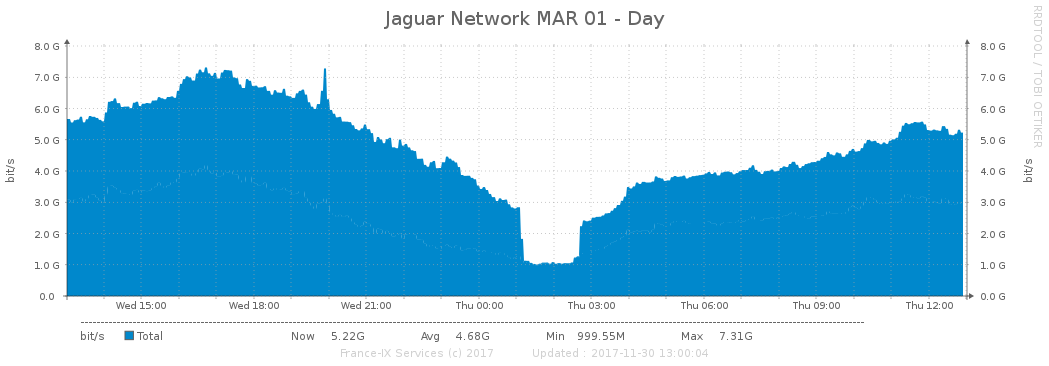 Jaguar Network MAR 01 - Day
RRDTOOL / TOBI OETIKER
8.0 G 8.0 G
7.0 G 7.0 G
6.0 G 6.0 G
5.0 G 5.0 G
4.0 G 4.0 G
3.0 G 3.0 G
2.0 G 2.0 G
1.0 G 1.0 G
0.0 0.0 G
bit/s bit/s
Wed 15:00 Wed 18:00 Wed 21:00 Thu 00:00 Thu 03:00 Thu 06:00 Thu 09:00 Thu 12:00
bit/s Total Now 5.22G Avg 4.68G Min 999.55M Max 7.31G
France-IX Services (c) 2017 Updated : 2017-11-30 13:00:04